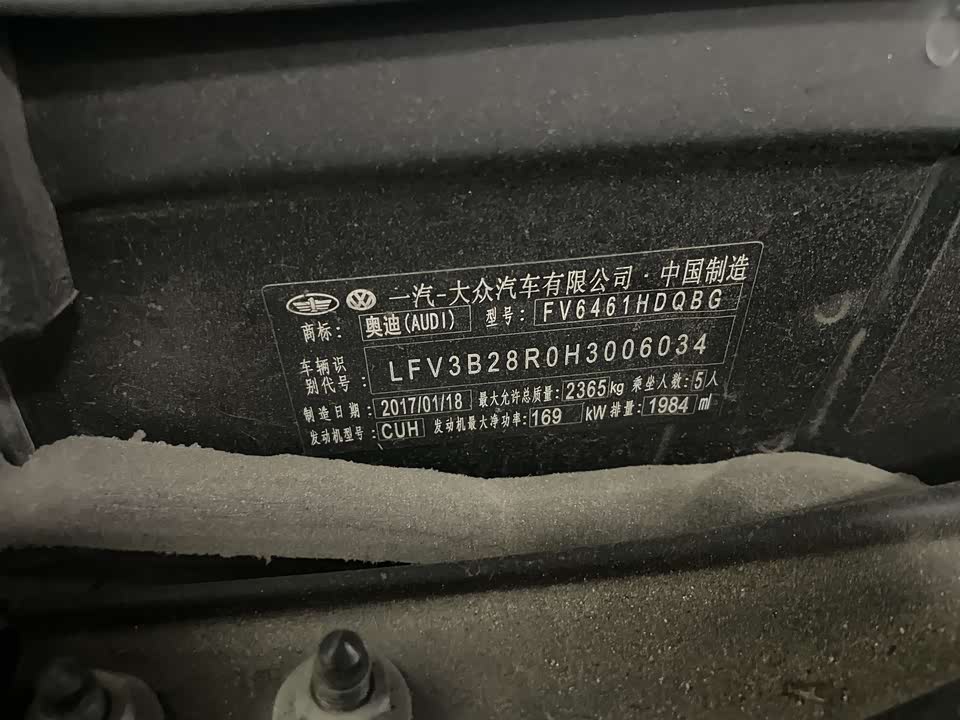 一汽-大众汽车有限公司·中国制造
商标: 奥迪(AUDI) 型号: FV6461HDQBG
车辆识别代号: LFV3B28R0H3006034
制造日期: 2017/01/18 最大允许总质量: 2365kg 乘坐人数: 5人
发动机型号: CUH 发动机最大净功率: 169 kW 排量: 1984 ml